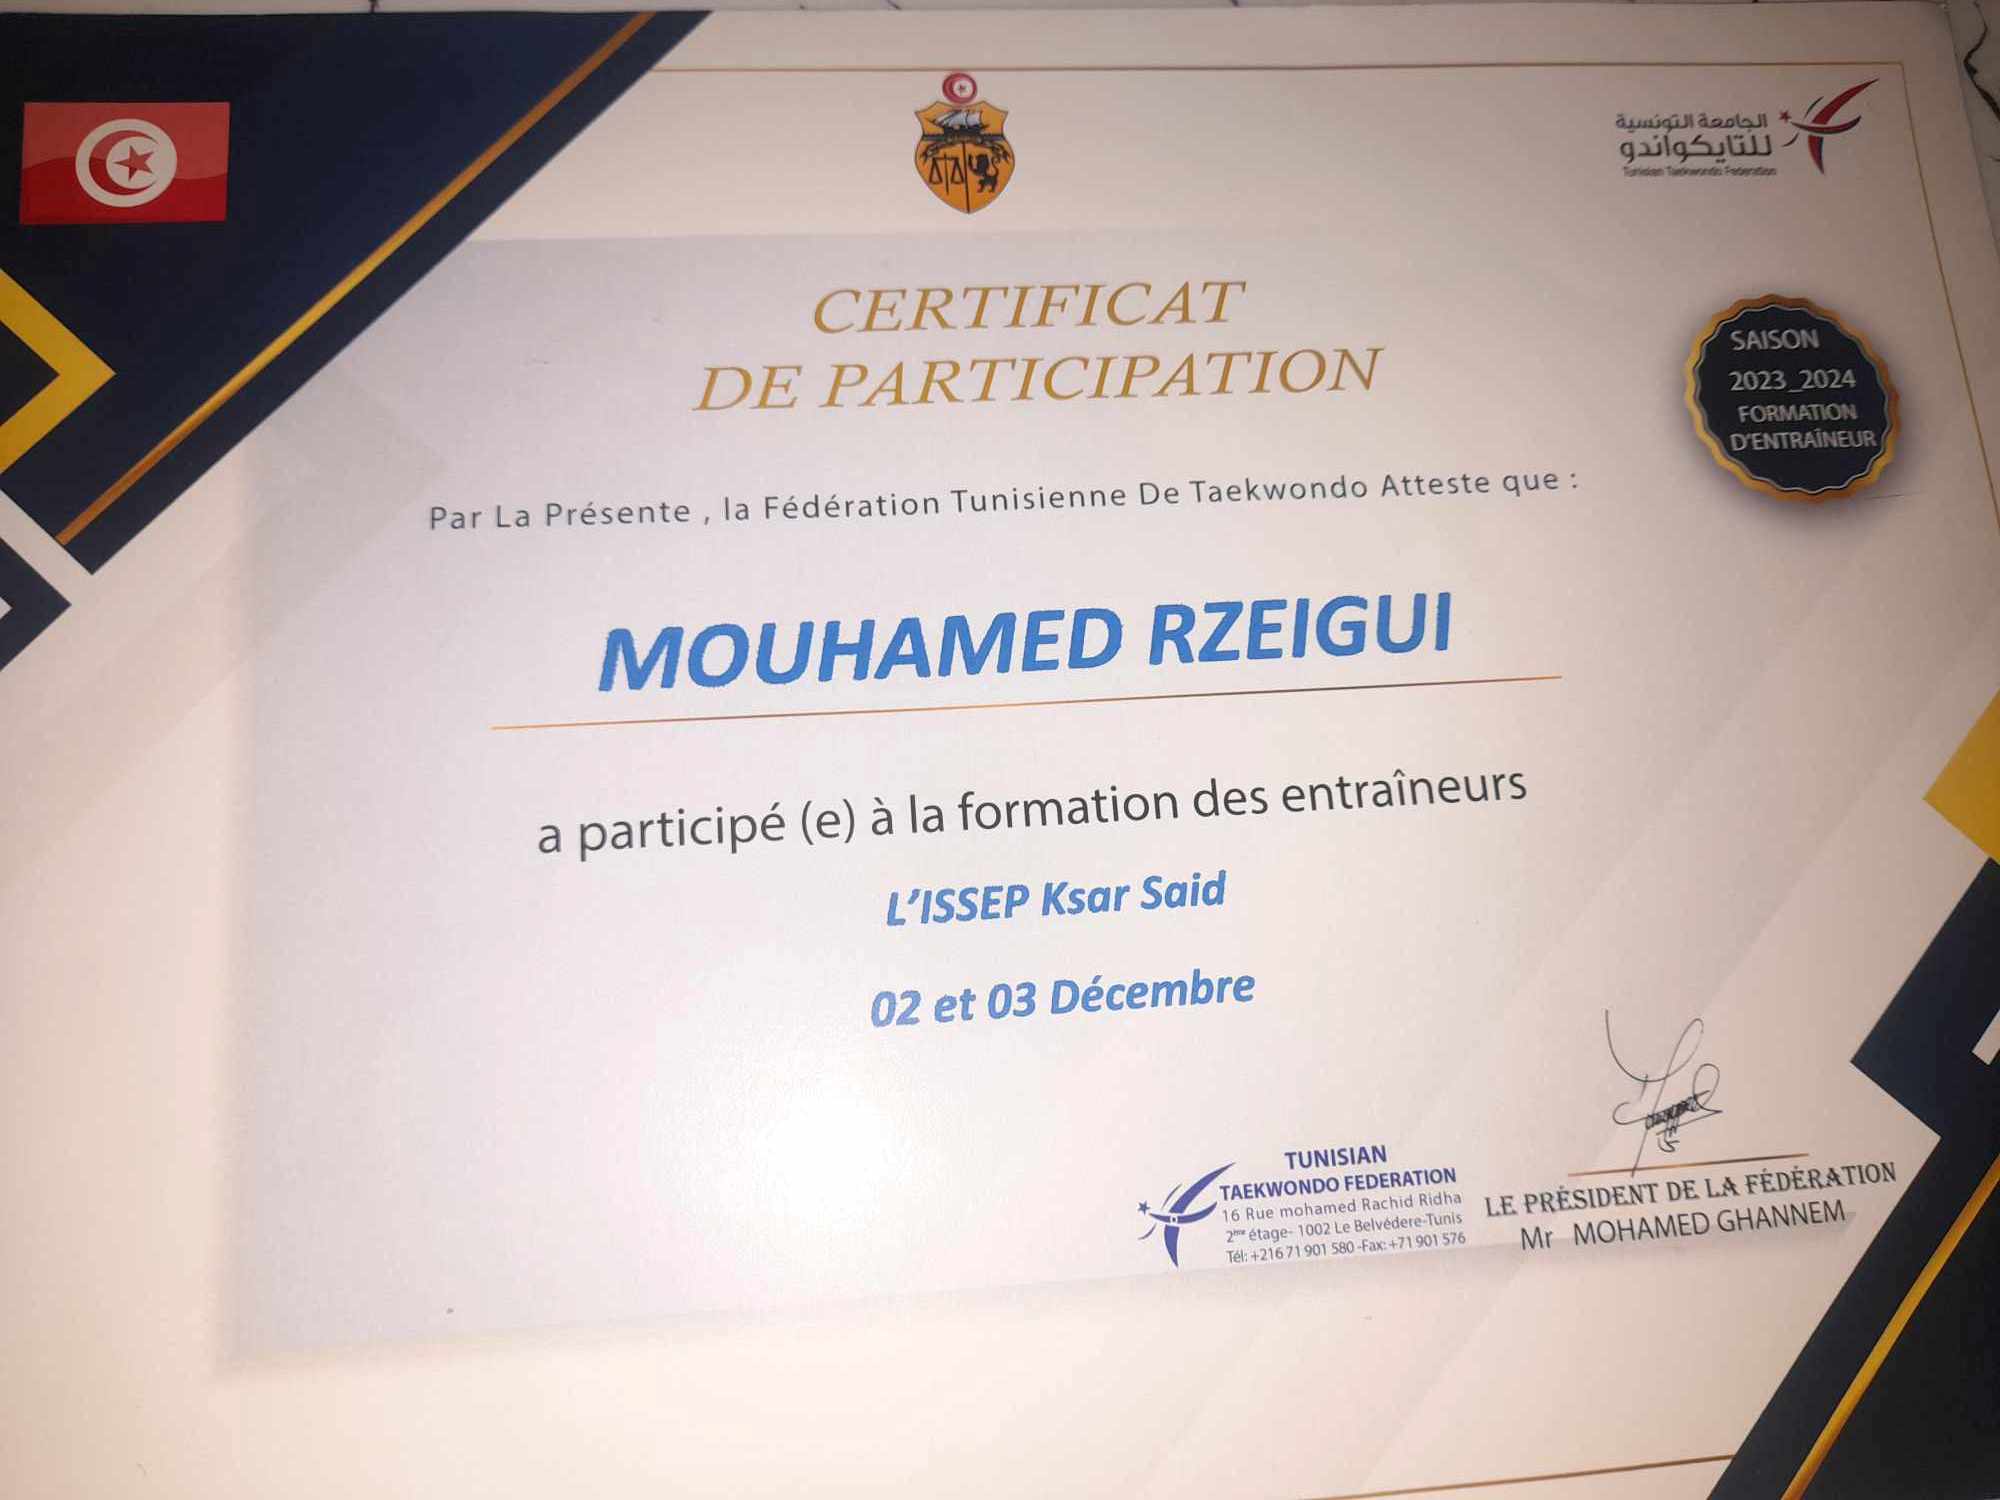 الجامعة التونسية
للتايكواندو
Tunisian Taekwondo Federation
CERTIFICAT
DE PARTICIPATION
SAISON
2023_2024
FORMATION
D'ENTRAÎNEUR
Par La Présente , la Fédération Tunisienne De Taekwondo Atteste que :
MOUHAMED RZEIGUI
a participé (e) à la formation des entraîneurs
L'ISSEP Ksar Said
02 et 03 Décembre
TUNISIAN
TAEKWONDO FEDERATION
16 Rue mohamed Rachid Ridha
2ème étage- 1002 Le Belvédere-Tunis
Tél: +216 71 901 580 -Fax: +71 901 576
LE PRÉSIDENT DE LA FÉDÉRATION
Mr MOHAMED GHANNEM